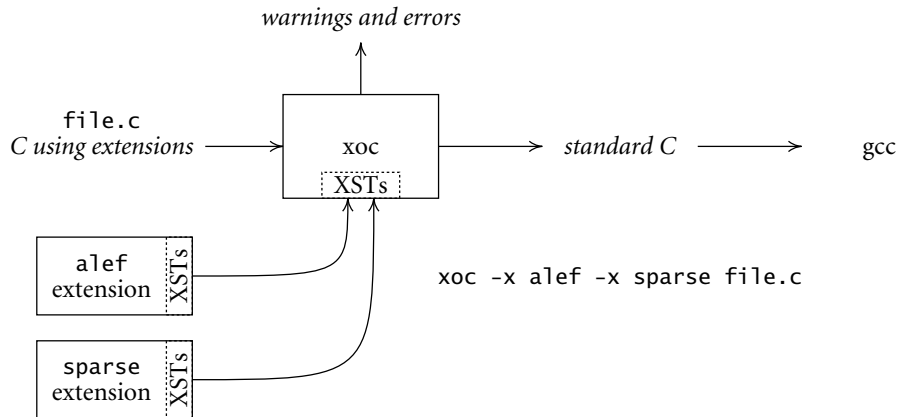 warnings and errors
file.c
C using extensions
xoc
standard C
gcc
XSTs
alef
extension
XSTs
xoc -x alef -x sparse file.c
sparse
extension
XSTs